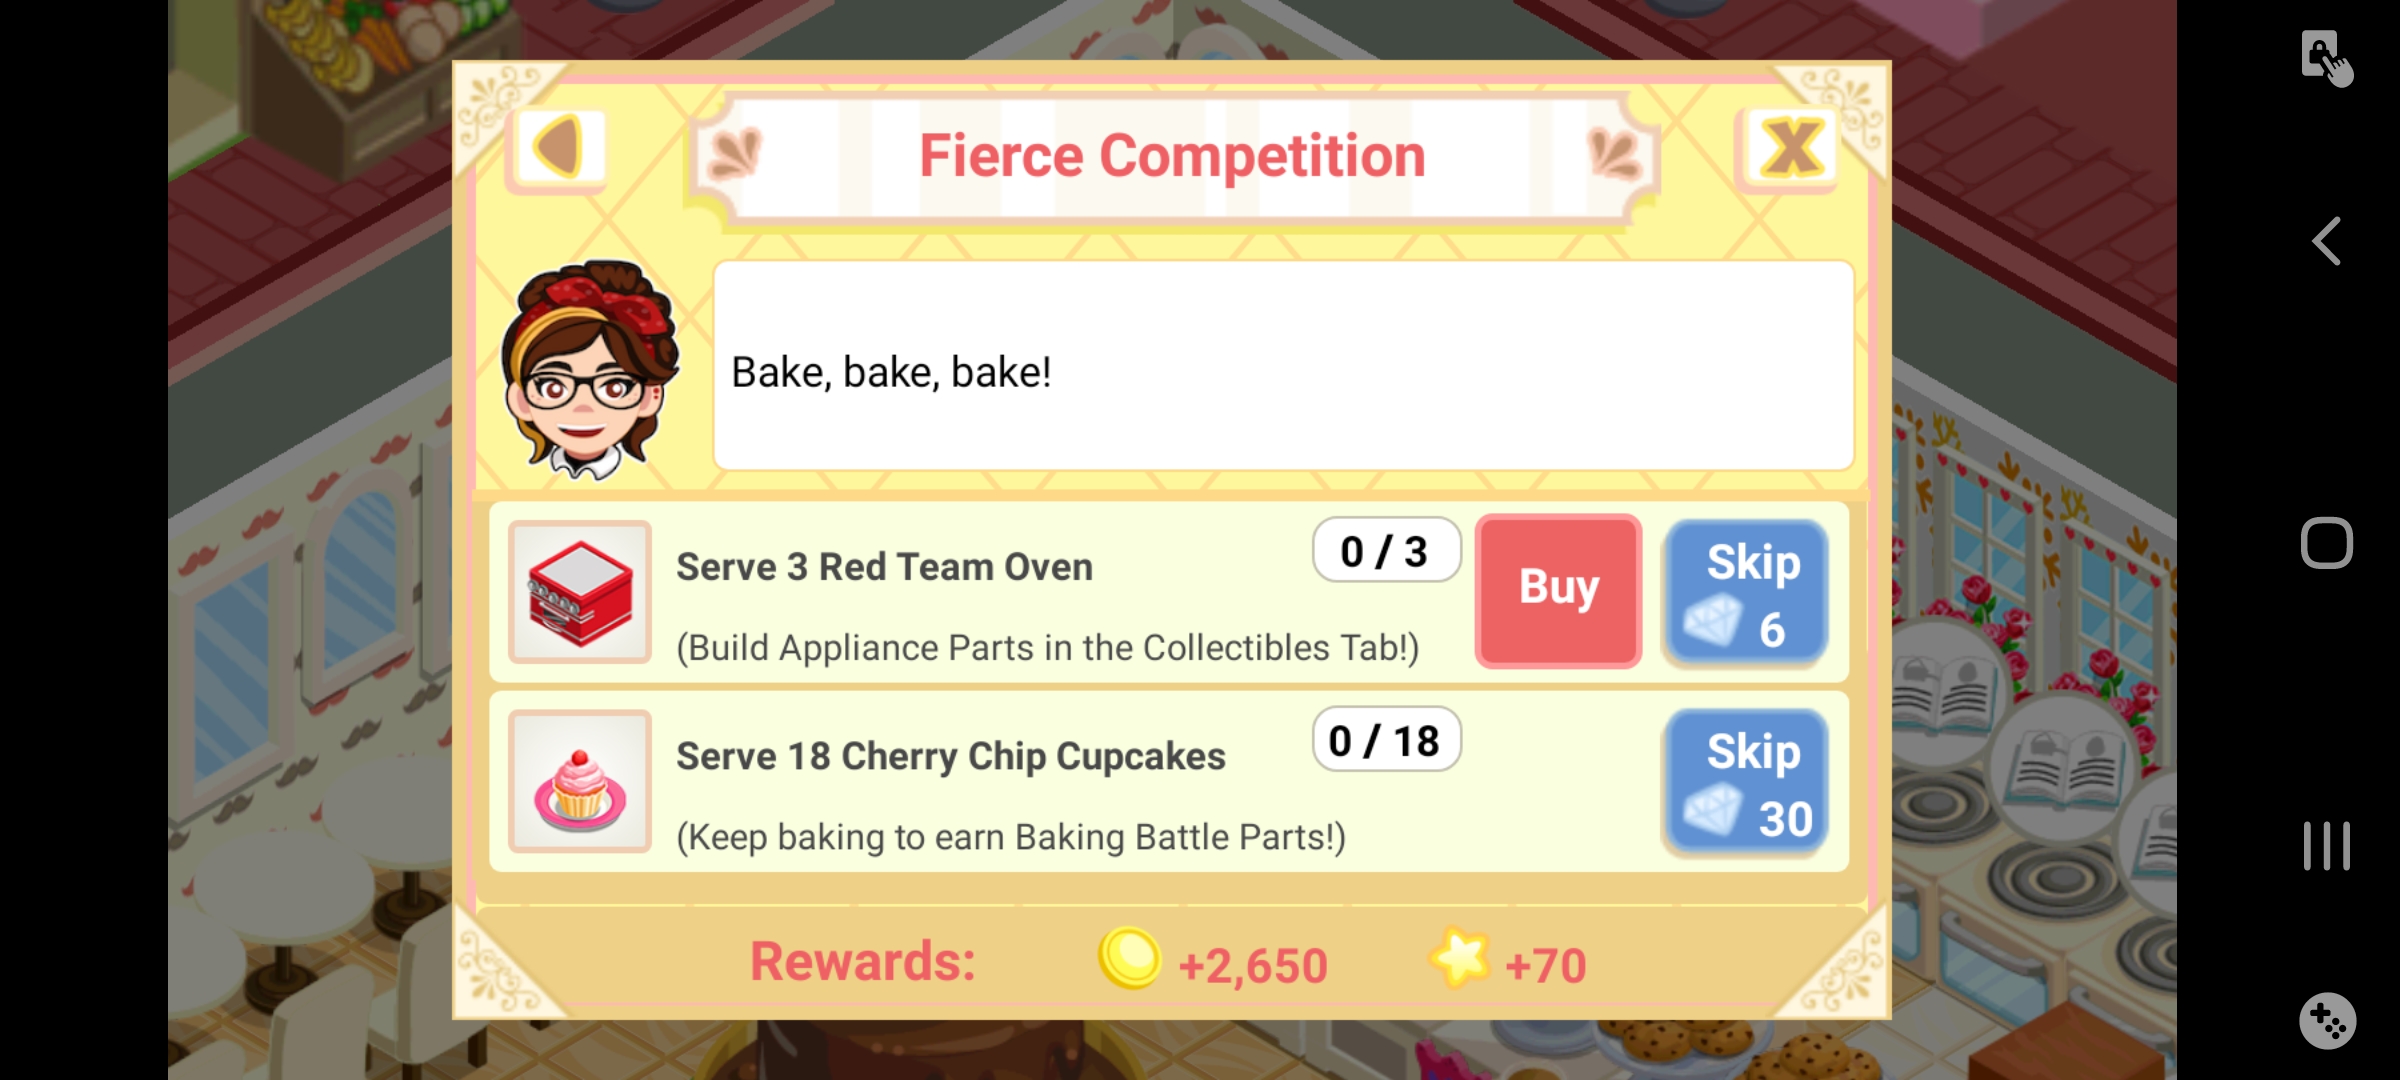 Fierce Competition
X
Bake, bake, bake!
Serve 3 Red Team Oven
0 / 3
Buy
Skip
6
(Build Appliance Parts in the Collectibles Tab!)
Serve 18 Cherry Chip Cupcakes
0 / 18
Skip
30
(Keep baking to earn Baking Battle Parts!)
Rewards: +2,650 +70